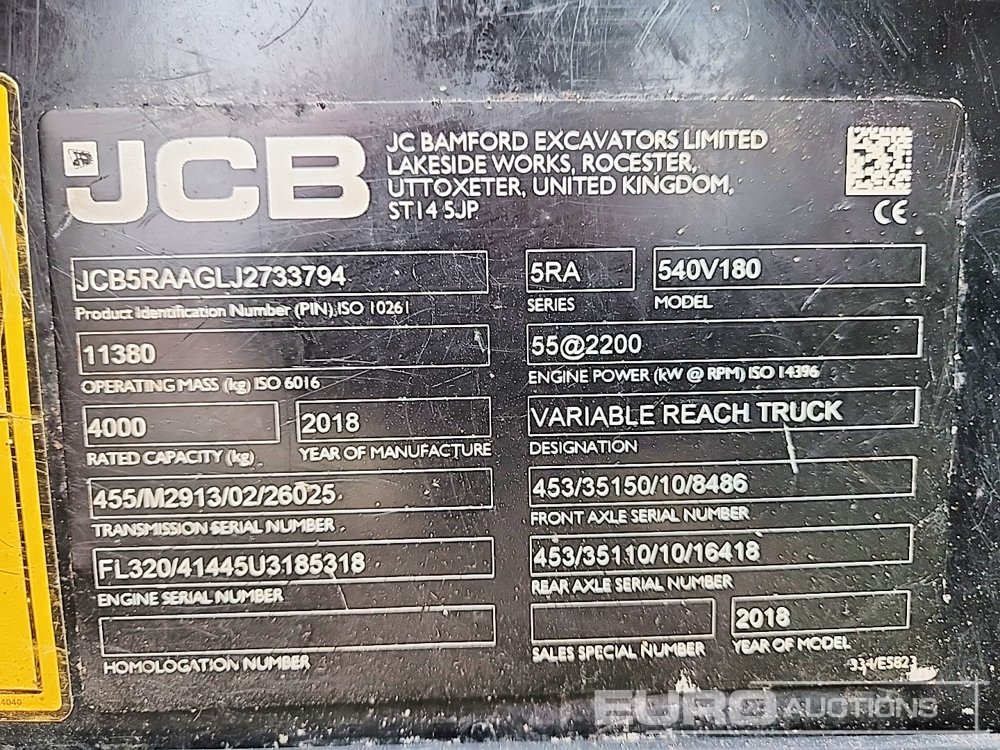 JCB
JC BAMFORD EXCAVATORS LIMITED
LAKESIDE WORKS, ROCESTER,
UTTOXETER, UNITED KINGDOM,
ST14 5JP
CE
JCB5RAAGLJ2733794
Product Identification Number (PIN) ISO 10261
5RA
SERIES
540V180
MODEL
11380
OPERATING MASS (kg) ISO 6016
55@2200
ENGINE POWER (kW @ RPM) ISO 14396
4000
RATED CAPACITY (kg)
2018
YEAR OF MANUFACTURE
VARIABLE REACH TRUCK
DESIGNATION
455/M2913/02/26025
TRANSMISSION SERIAL NUMBER
453/35150/10/8486
FRONT AXLE SERIAL NUMBER
FL320/41445U3185318
ENGINE SERIAL NUMBER
453/35110/10/16418
REAR AXLE SERIAL NUMBER
HOMOLOGATION NUMBER
SALES SPECIAL NUMBER
2018
YEAR OF MODEL
334/E5823
4040
EURO AUCTIONS